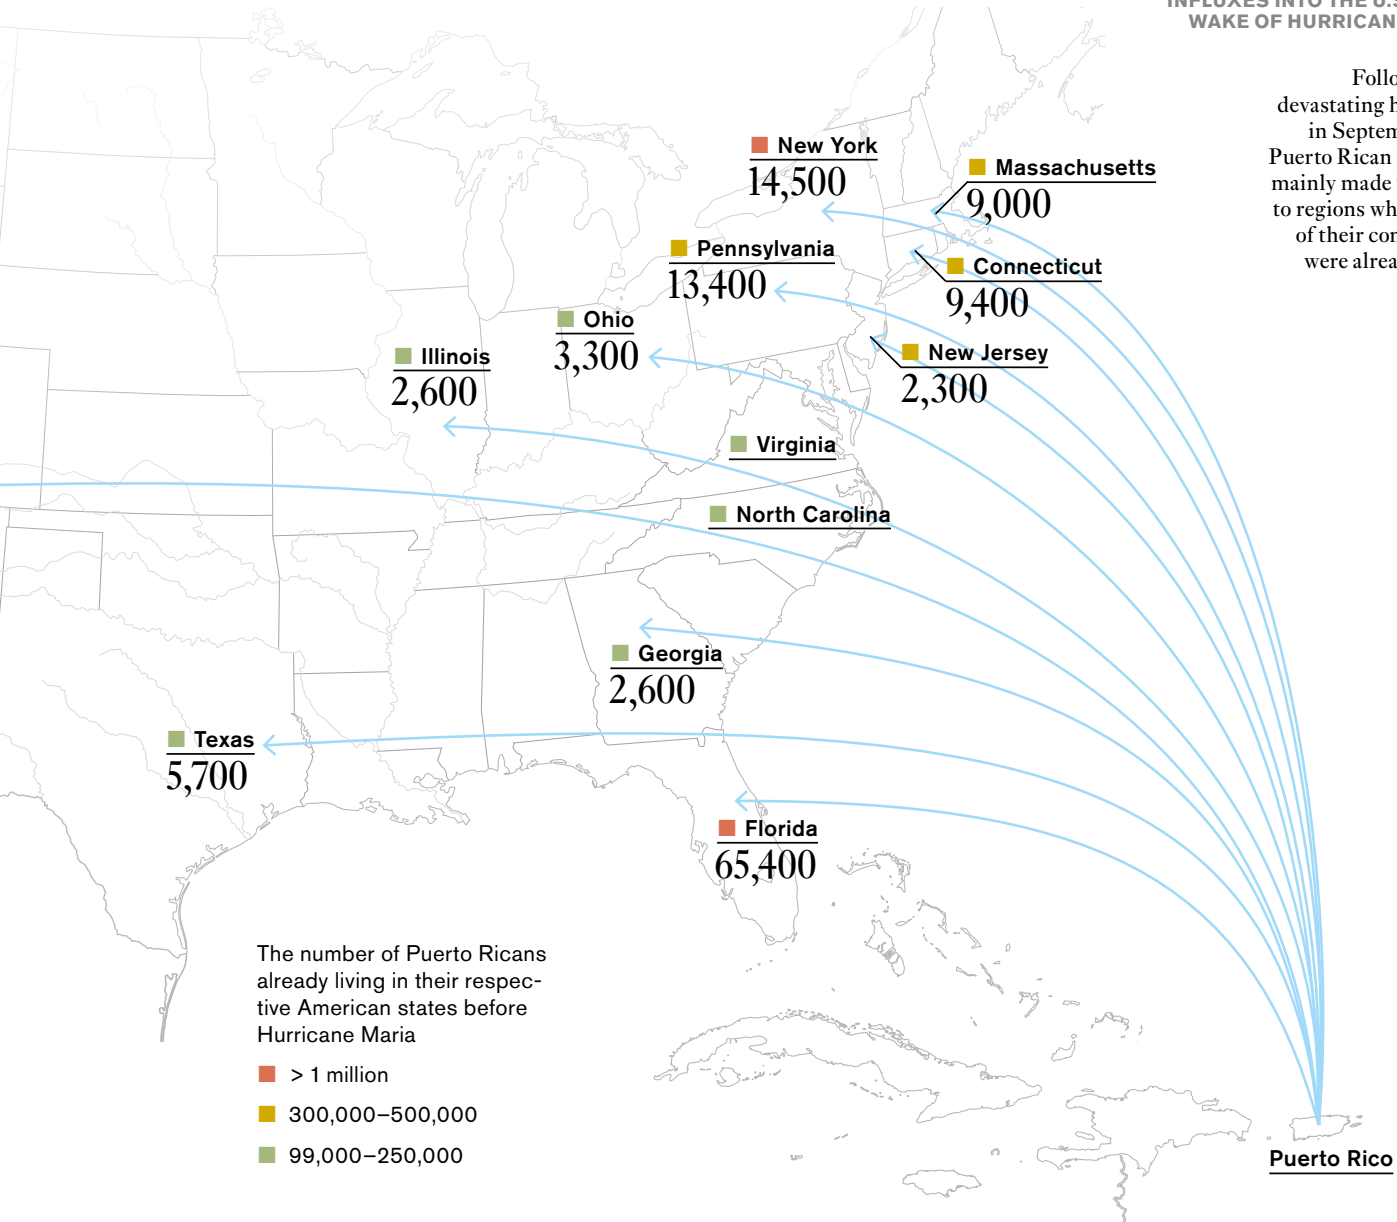 INFLUXES INTO THE U.S
WAKE OF HURRICAN
Follo
devastating h
in Septem
Puerto Rican
mainly made
to regions wh
of their con
were alrea
New York
14,500
Massachusetts
9,000
Pennsylvania
13,400
Connecticut
9,400
Ohio
3,300
New Jersey
2,300
Illinois
2,600
Virginia
North Carolina
Georgia
2,600
Texas
5,700
Florida
65,400
The number of Puerto Ricans
already living in their respec-
tive American states before
Hurricane Maria
> 1 million
300,000–500,000
99,000–250,000
Puerto Rico